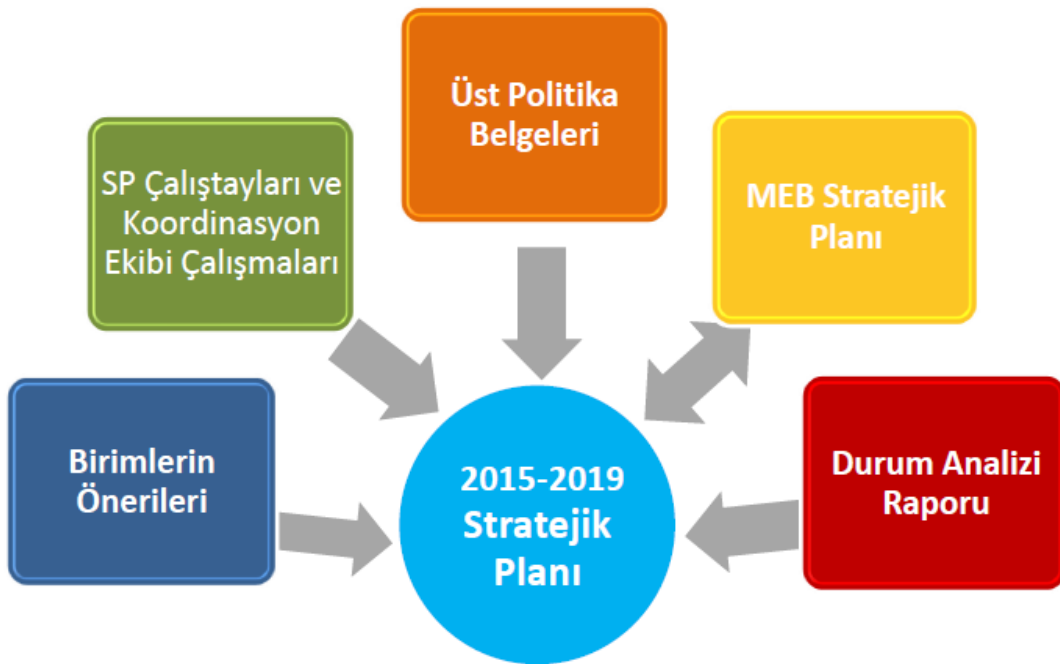 Üst Politika
Belgeleri
SP Çalıştayları ve
Koordinasyon
Ekibi Çalışmaları
MEB Stratejik
Planı
Birimlerin
Önerileri
2015-2019
Stratejik
Planı
Durum Analizi
Raporu